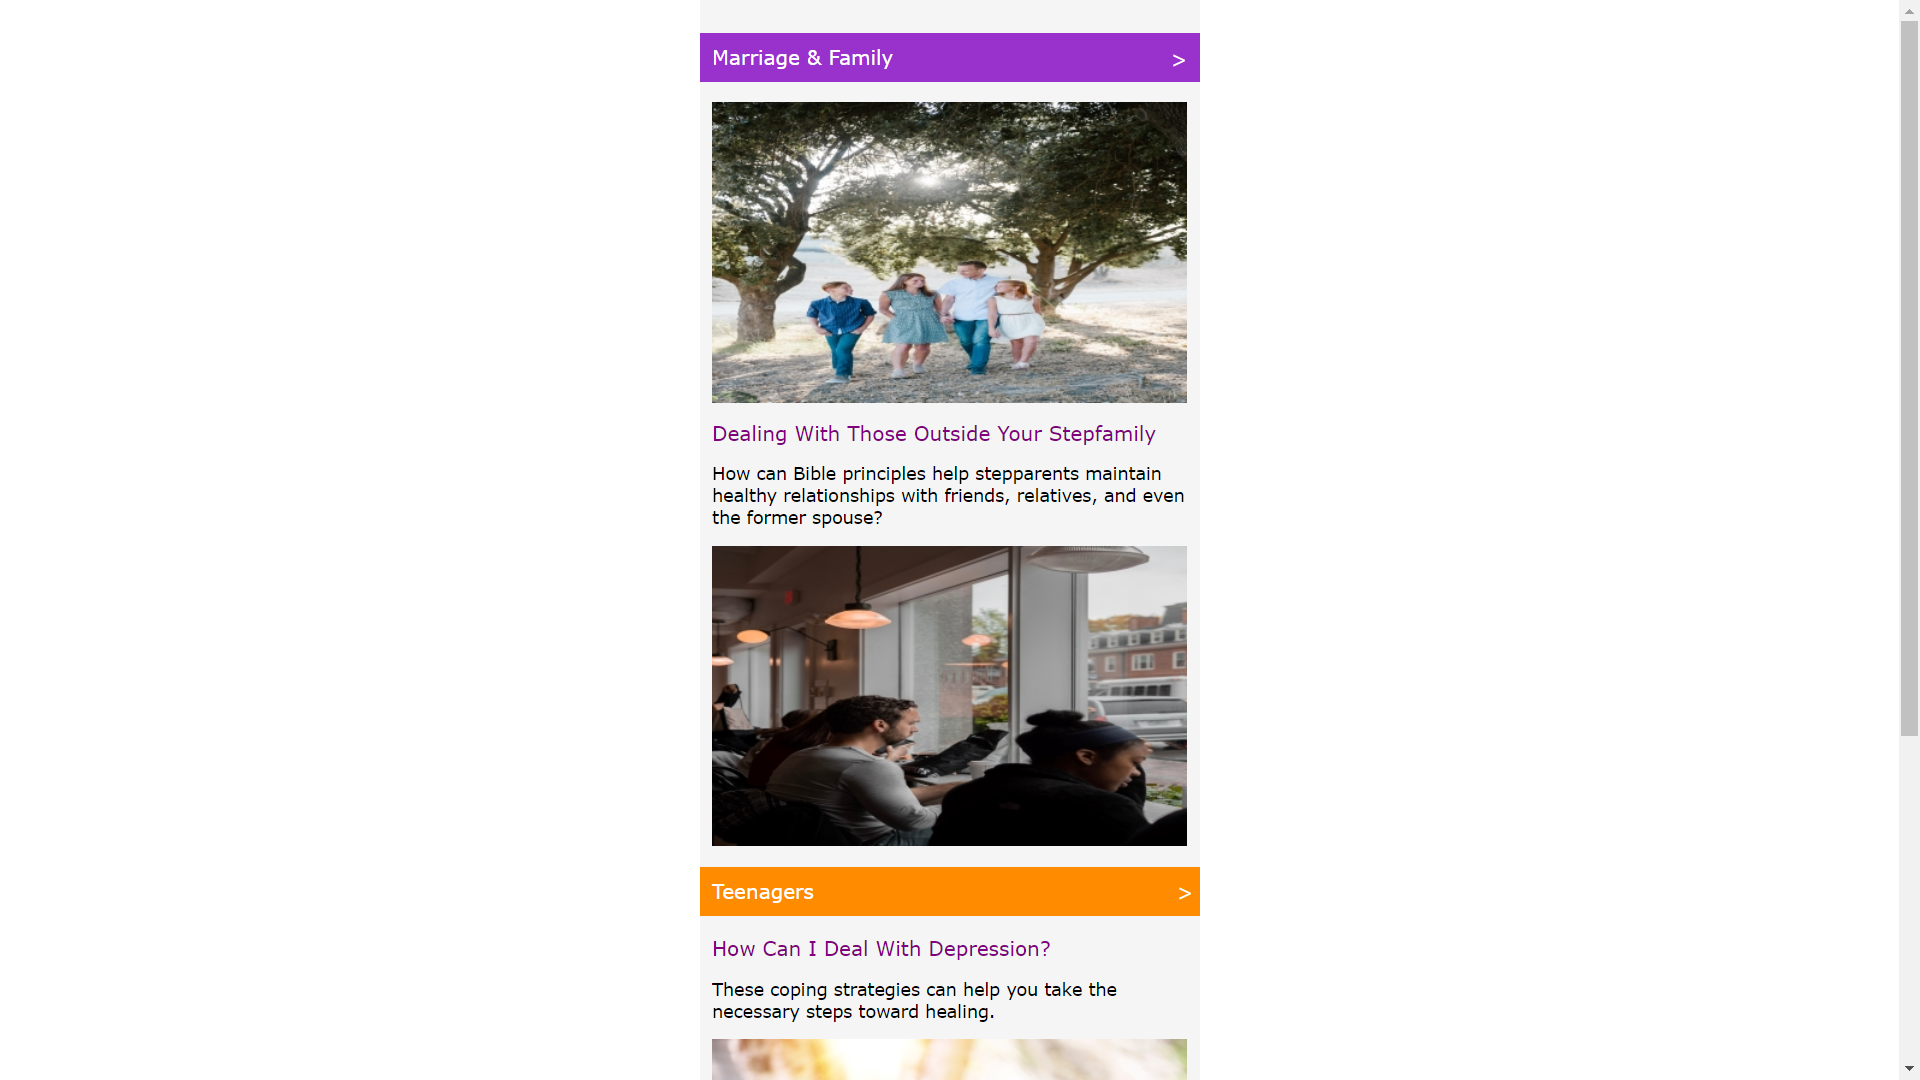 Marriage & Family >
Dealing With Those Outside Your Stepfamily
How can Bible principles help stepparents maintain
healthy relationships with friends, relatives, and even
the former spouse?
Teenagers >
How Can I Deal With Depression?
These coping strategies can help you take the
necessary steps toward healing.